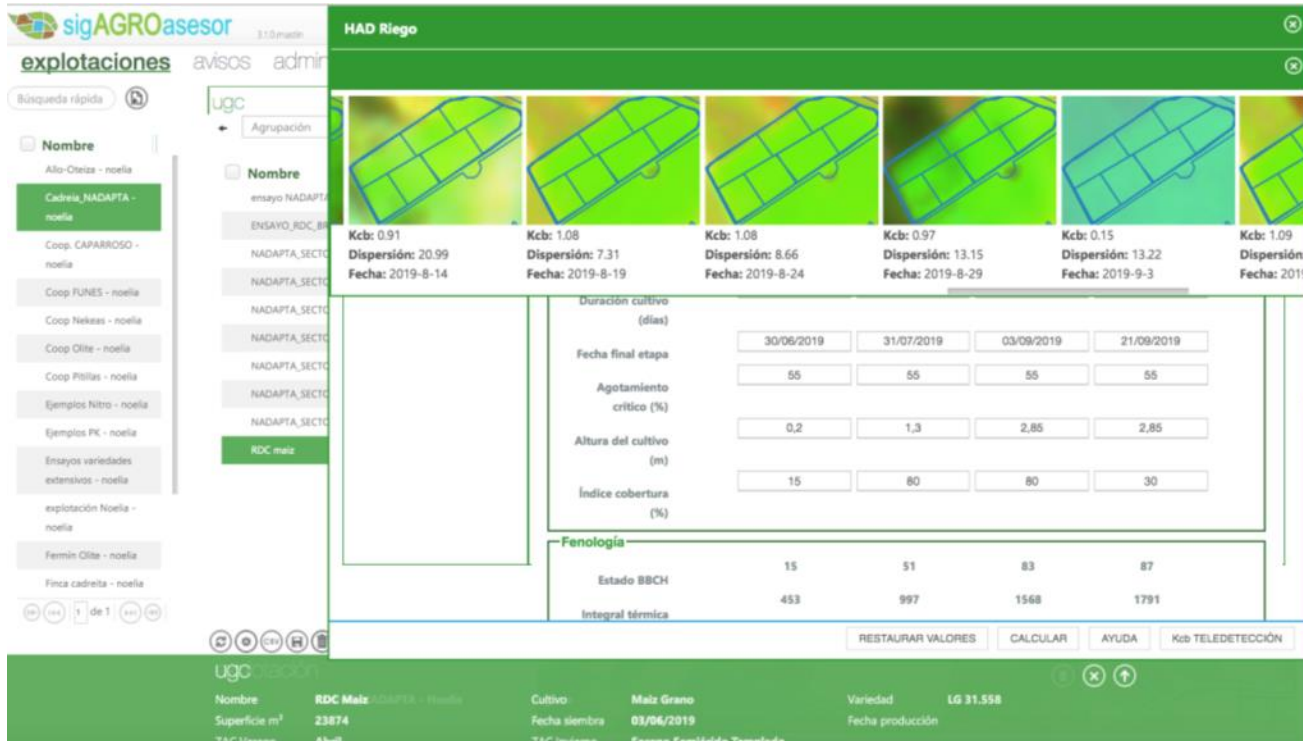 sigAGROasesor
HAD Riego
explotaciones avisos admin
Búsqueda rápida
ugc
Agrupación
Nombre
Allo-Oteiza - noelia
Cadreia_NADAPTA -
noelia
Coop. CAPARROSO -
noelia
Coop FUNES - noelia
Coop Nekeas - noelia
Coop Olite - noelia
Coop Pitillas - noelia
Ejemplos Nitro - noelia
Ejemplos PK - noelia
Ensayos variedades
extensivos - noelia
explotación Noelia -
noelia
Fermín Olite - noelia
Finca cadreita - noelia
1 de 1
Nombre
ensayo NADAPTA
ENSAYO_RDC_BR
NADAPTA_SECTO
NADAPTA_SECTO
NADAPTA_SECTO
NADAPTA_SECTO
NADAPTA_SECTO
NADAPTA_SECTO
NADAPTA_SECTO
RDC maiz
Kcb: 0.91 Kcb: 1.08 Kcb: 1.08 Kcb: 0.97 Kcb: 0.15 Kcb: 1.09
Dispersión: 20.99 Dispersión: 7.31 Dispersión: 8.66 Dispersión: 13.15 Dispersión: 13.22 Dispersión
Fecha: 2019-8-14 Fecha: 2019-8-19 Fecha: 2019-8-24 Fecha: 2019-8-29 Fecha: 2019-9-3 Fecha: 2019
Duración cultivo
(días)
Fecha final etapa 30/06/2019 31/07/2019 03/09/2019 21/09/2019
Agotamiento 55 55 55 55
crítico (%)
Altura del cultivo 0,2 1,3 2,85 2,85
(m)
Índice cobertura 15 80 80 30
(%)
Fenología
Estado BBCH 15 51 83 87
Integral térmica 453 997 1568 1791
CSV
RESTAURAR VALORES CALCULAR AYUDA Kcb TELEDETECCIÓN
ugc
Nombre RDC Maiz Cultivo Maiz Grano Variedad LG 31.558
Superficie m² 23874 Fecha siembra 03/06/2019 Fecha producción